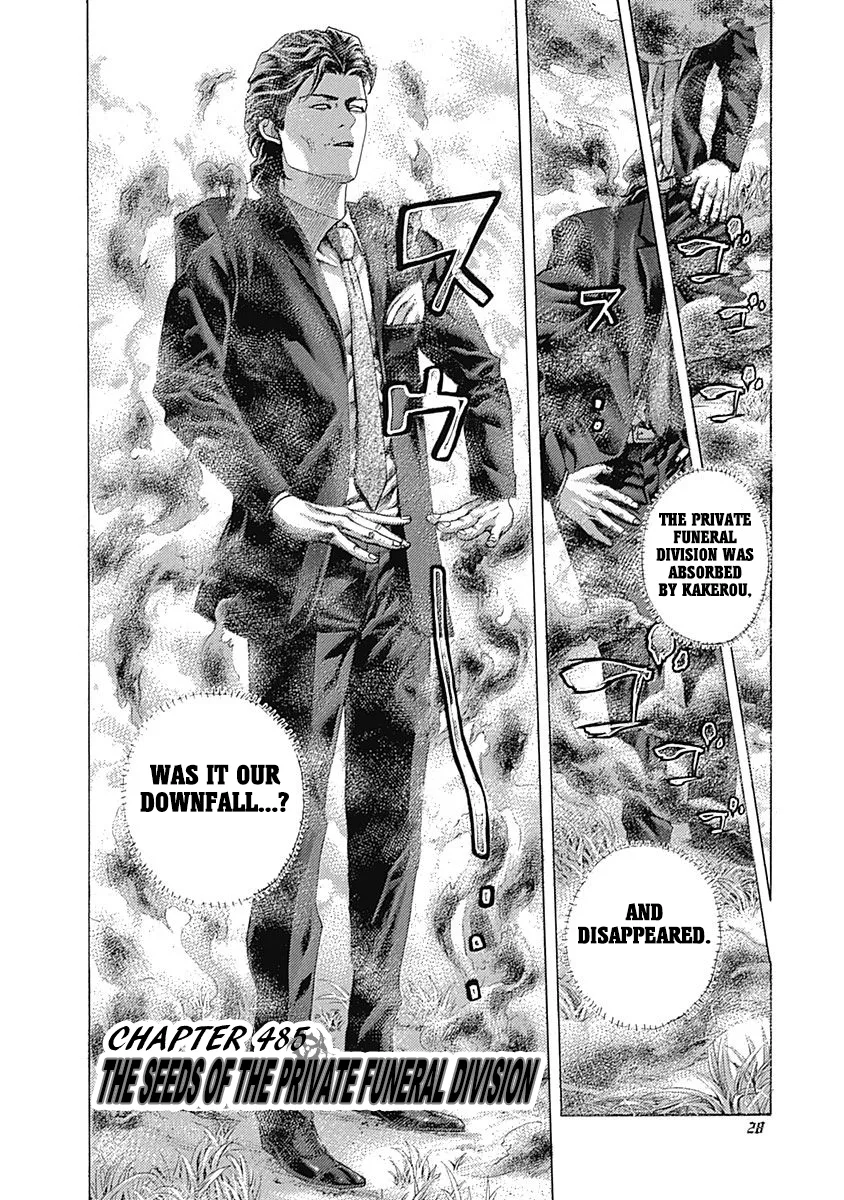 THE PRIVATE
FUNERAL
DIVISION WAS
ABSORBED
BY KAKEROU.
AND
DISAPPEARED.
スウ
ス
WAS IT OUR
DOWNFALL...?
CHAPTER 485
THE SEEDS OF THE PRIVATE FUNERAL DIVISION
28